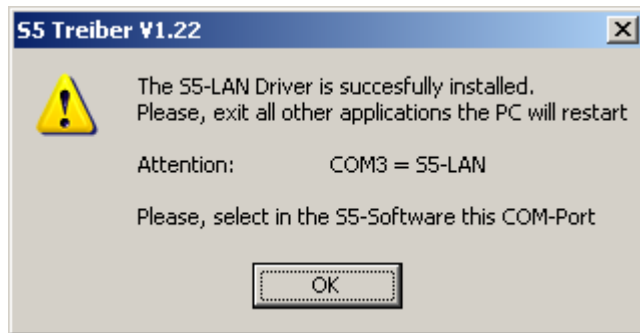 S5 Treiber V1.22
The S5-LAN Driver is succesfully installed.
Please, exit all other applications the PC will restart
Attention: COM3 = S5-LAN
Please, select in the S5-Software this COM-Port
OK